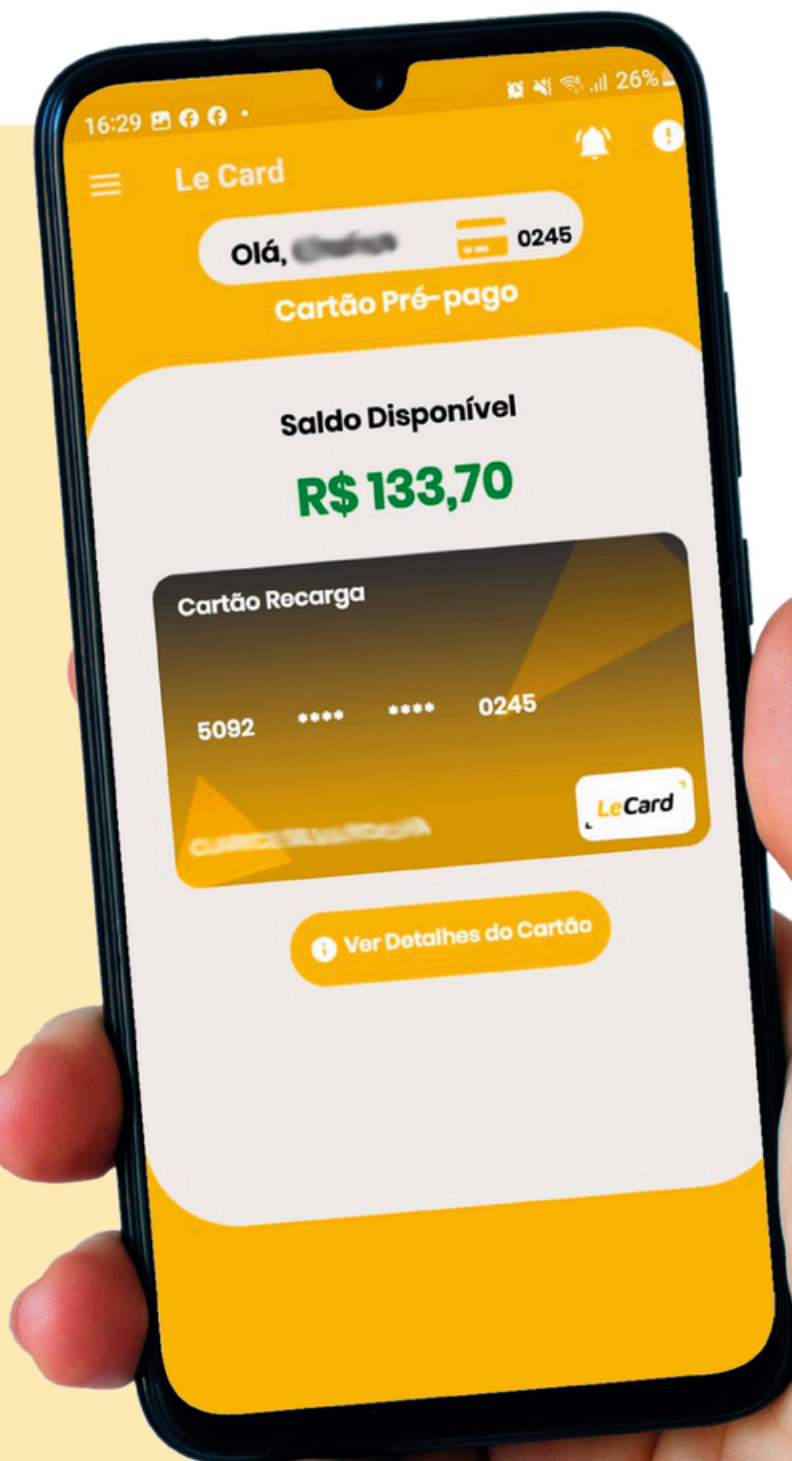 16:29
26%
Le Card
Olá,
0245
Cartão Pré-pago
Saldo Disponível
R$ 133,70
Cartão Recarga
5092 **** **** 0245
LeCard
Ver Detalhes do Cartão